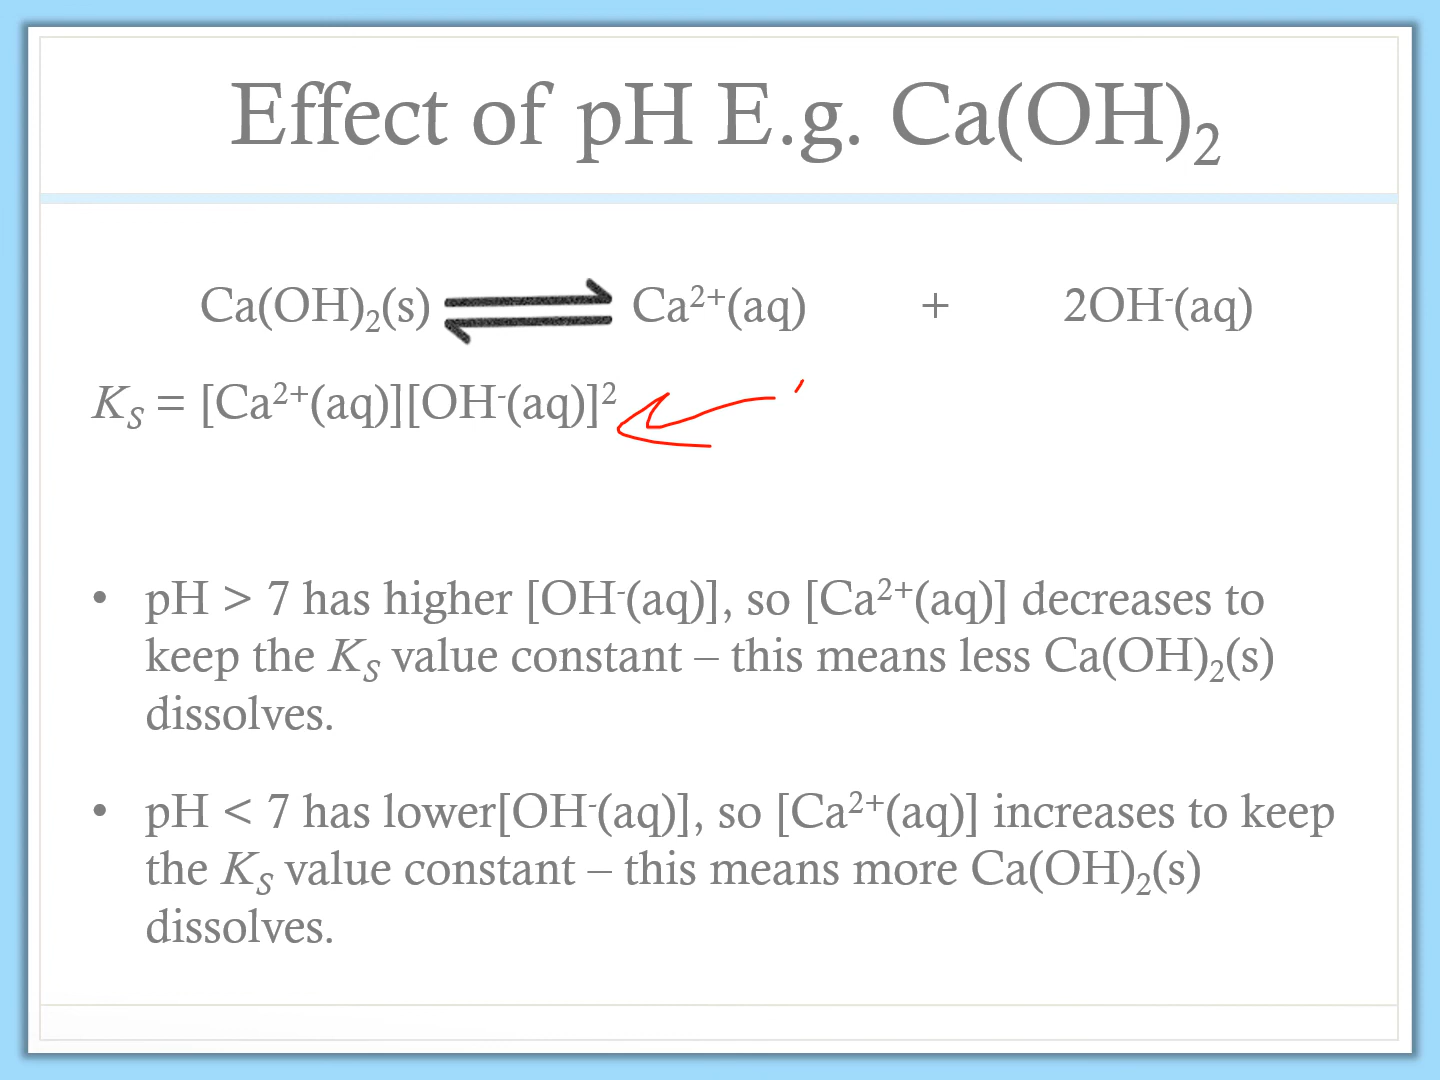 Effect of pH E.g. Ca(OH)₂
Ca(OH)₂(s) ⇌ Ca²⁺(aq) + 2OH⁻(aq)
Kₛ = [Ca²⁺(aq)][OH⁻(aq)]²
• pH > 7 has higher [OH⁻(aq)], so [Ca²⁺(aq)] decreases to
keep the Kₛ value constant – this means less Ca(OH)₂(s)
dissolves.
• pH < 7 has lower[OH⁻(aq)], so [Ca²⁺(aq)] increases to keep
the Kₛ value constant – this means more Ca(OH)₂(s)
dissolves.